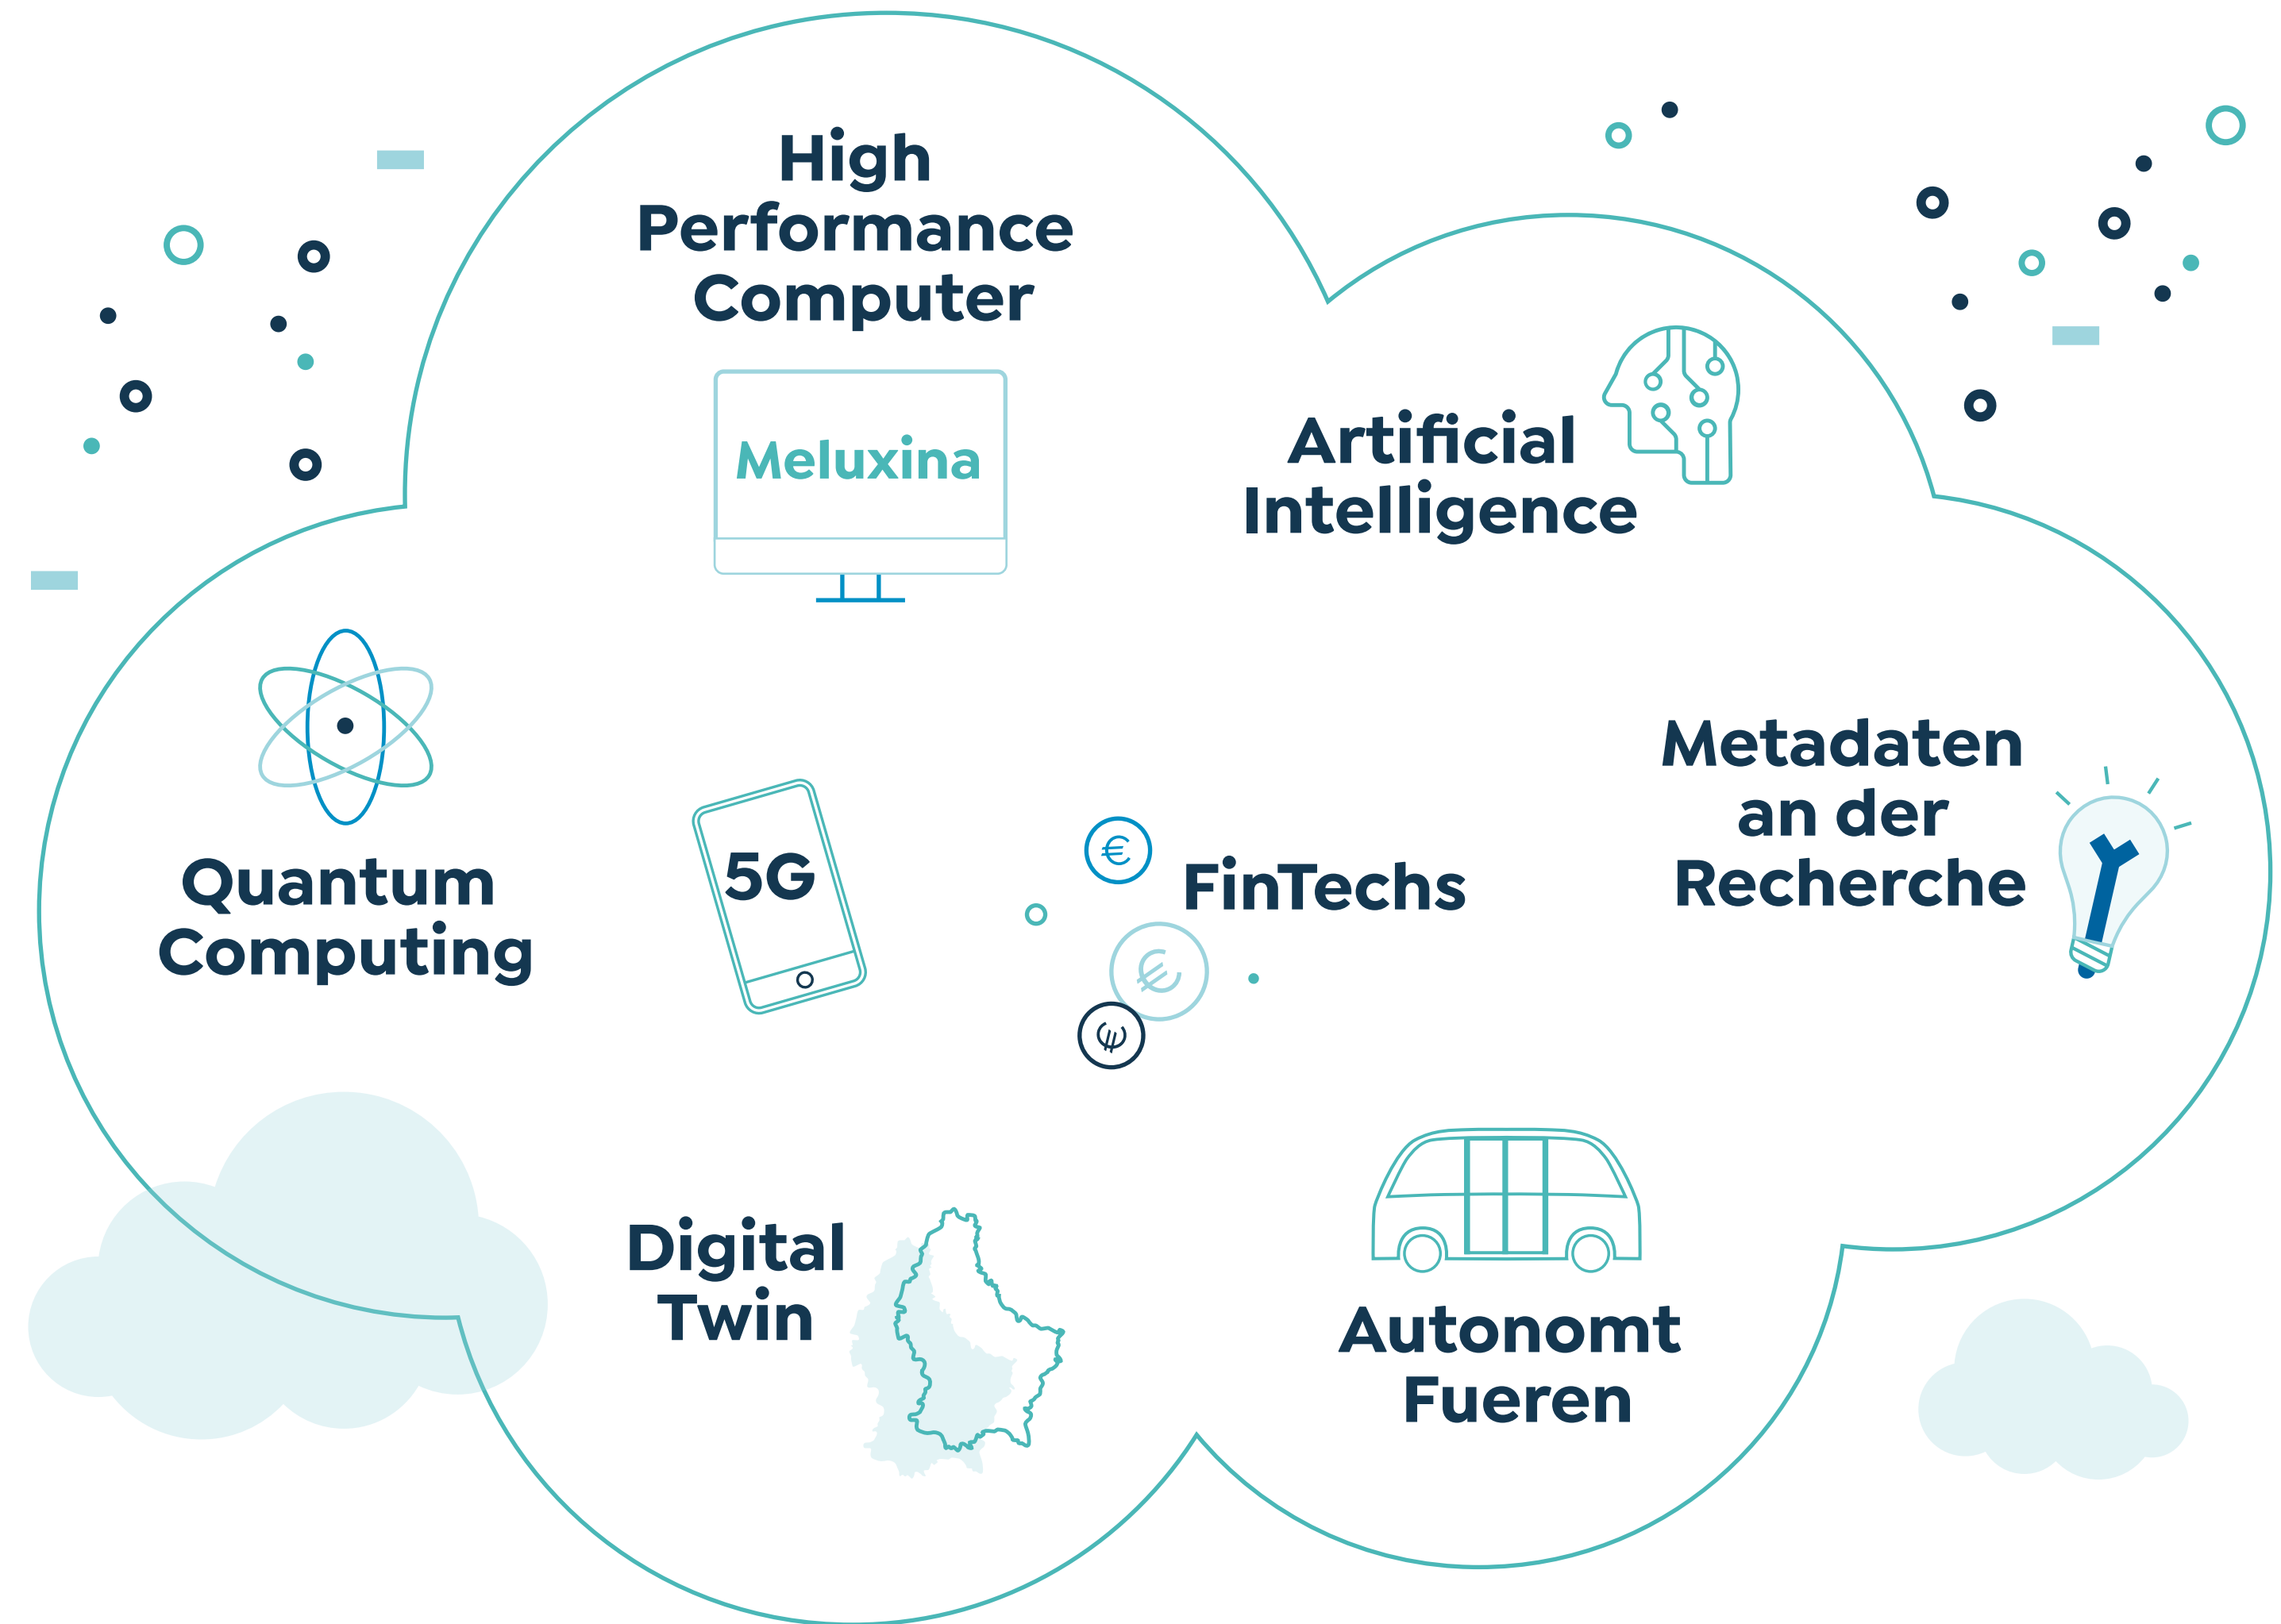 High
Performance
Computer
Meluxina
Artificial
Intelligence
Quantum
Computing
5G
FinTechs
Metadaten
an der
Recherche
Digital
Twin
Autonomt
Fueren